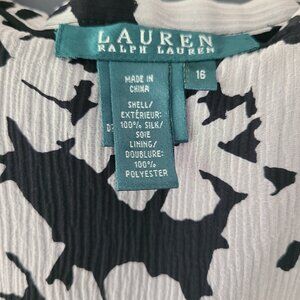 LAUREN
RALPH LAUREN
16
MADE IN
CHINA
SHELL/
EXTÉRIEUR:
100% SILK/
SOIE
LINING/
DOUBLURE:
100%
POLYESTER